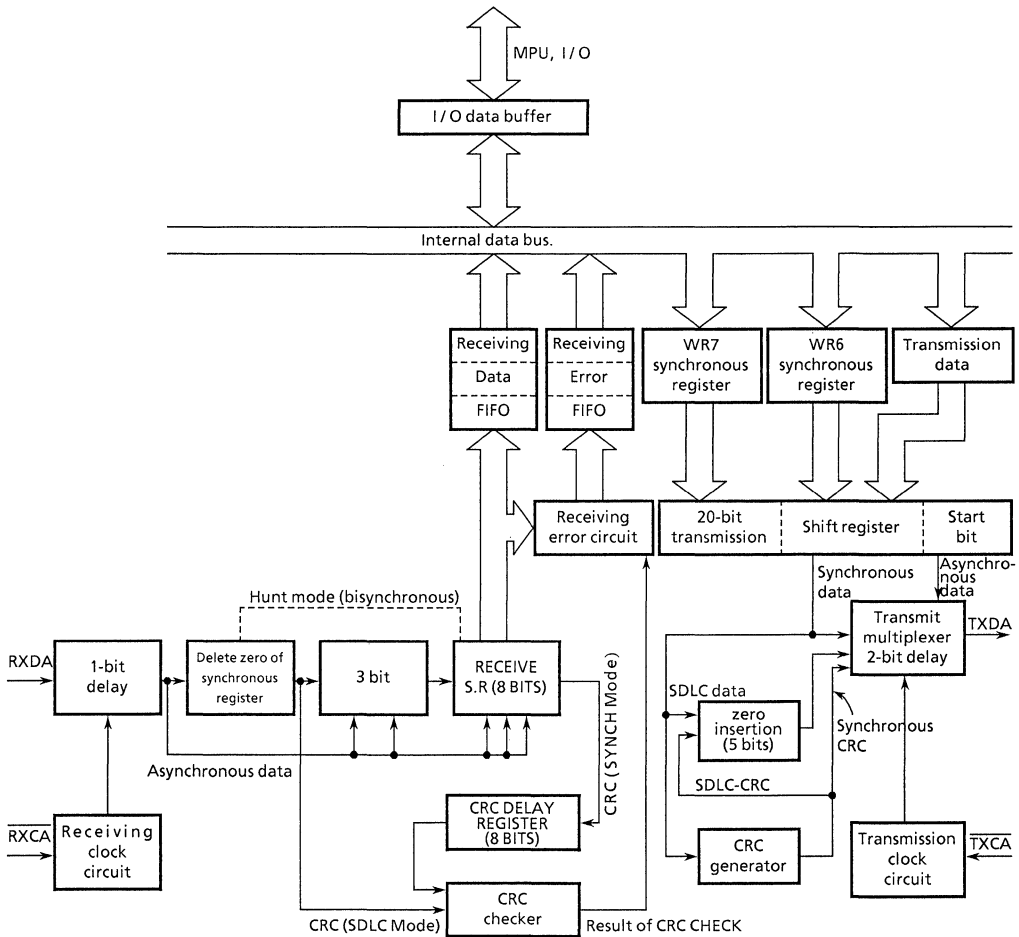 MPU, I / O
I / O data buffer
Internal data bus.
Receiving
Data
FIFO
Receiving
Error
FIFO
WR7
synchronous
register
WR6
synchronous
register
Transmission
data
Receiving
error circuit
20-bit
transmission
Shift register
Start
bit
Synchronous
data
Asynchro-
nous
data
Hunt mode (bisynchronous)
RXDA
1-bit
delay
Delete zero of
synchronous
register
3 bit
RECEIVE
S.R (8 BITS)
Transmit
multiplexer
2-bit delay
TXDA
CRC (SYNCH Mode)
SDLC data
zero
insertion
(5 bits)
Synchronous
CRC
Asynchronous data
SDLC-CRC
CRC DELAY
REGISTER
(8 BITS)
RXCA
Receiving
clock
circuit
CRC
generator
Transmission
clock
circuit
TXCA
CRC
checker
CRC (SDLC Mode)
Result of CRC CHECK